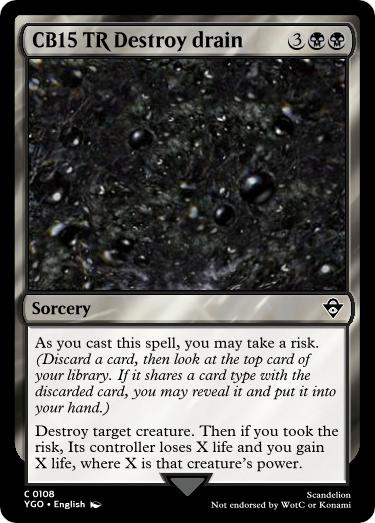 CB15 TR Destroy drain 3
Sorcery
As you cast this spell, you may take a risk.
(Discard a card, then look at the top card of
your library. If it shares a card type with the
discarded card, you may reveal it and put it into
your hand.)
Destroy target creature. Then if you took the
risk, Its controller loses X life and you gain
X life, where X is that creature's power.
C 0108
YGO • English
Scandelion
Not endorsed by WotC or Konami